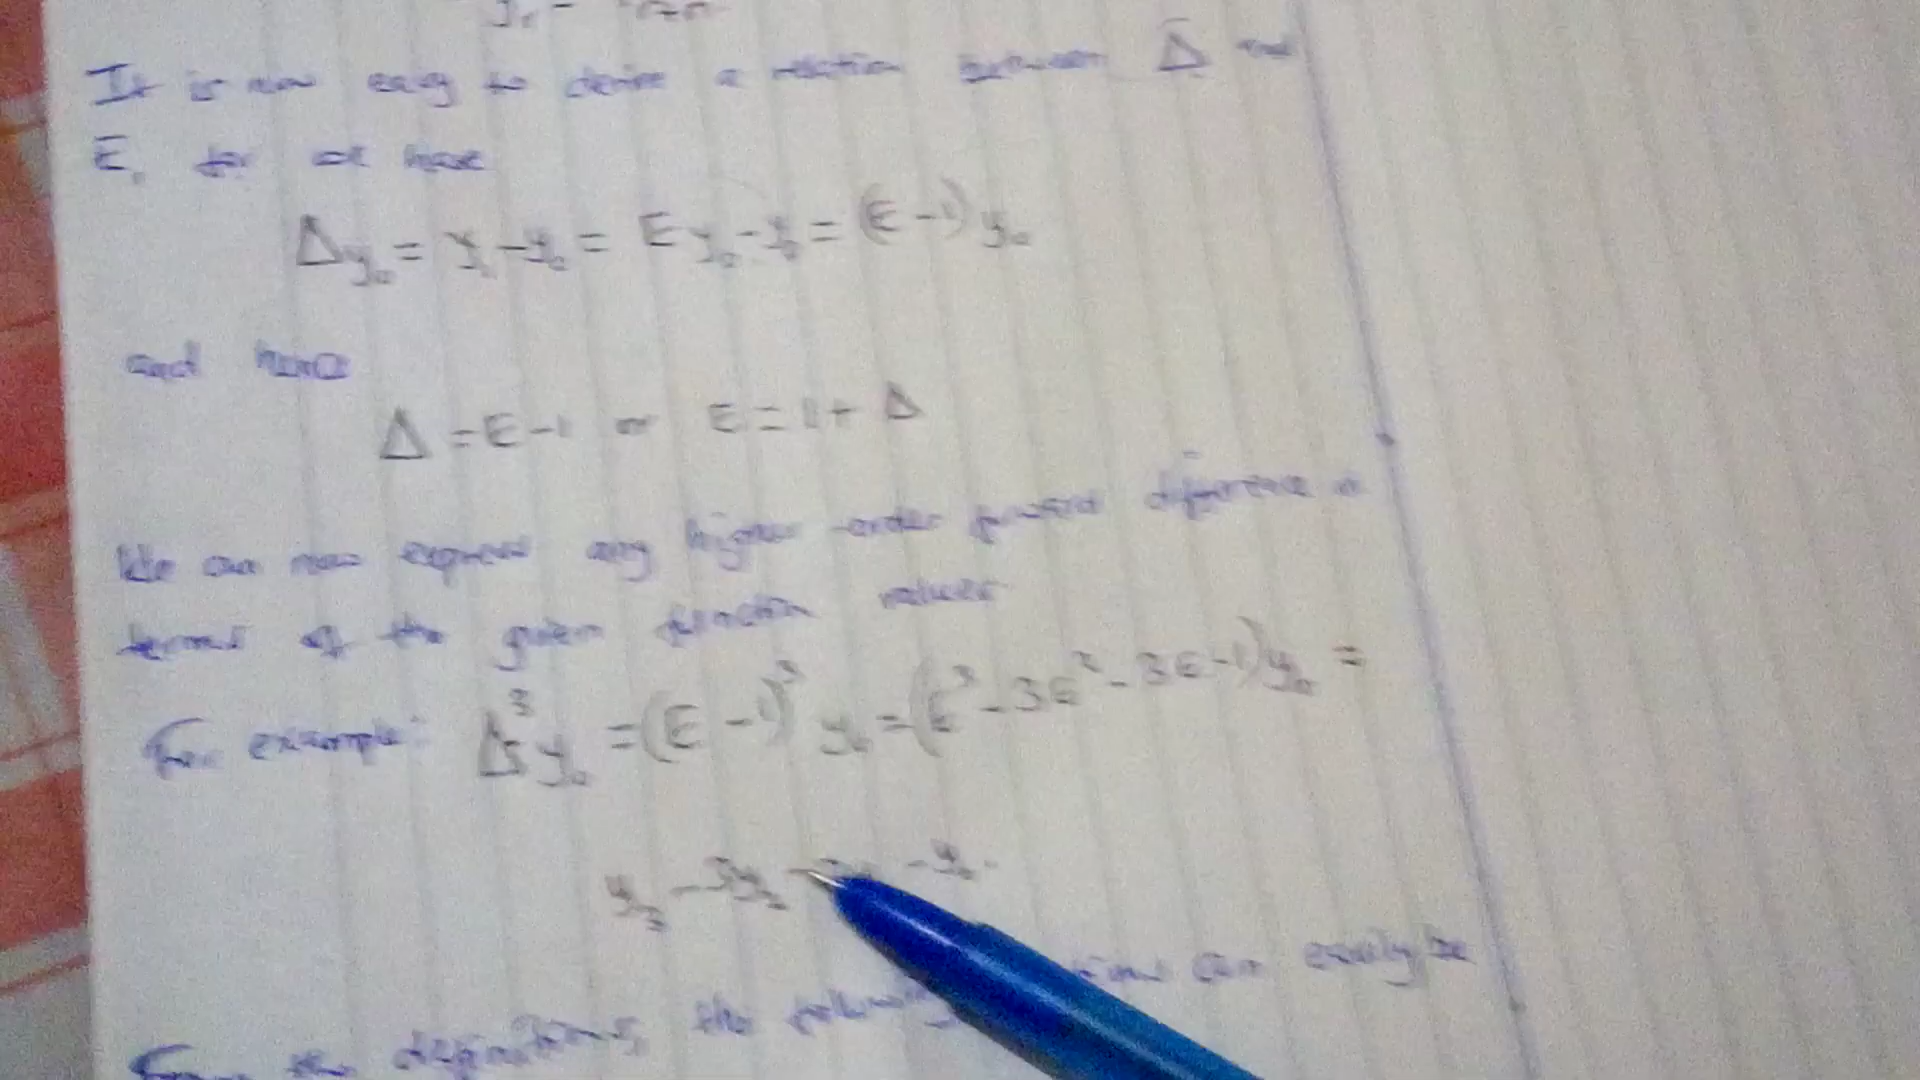 It is now easy to derive a relation between Δ and
E, for we have
Δy₀ = y₁ - y₀ = Ey₀ - y₀ = (E - 1) y₀
and hence
Δ = E - 1 or E = 1 + Δ
We can now express any higher-order forward difference in
terms of the given function values
For example: Δ³y₀ = (E - 1)³ y₀ = (E³ - 3E² - 3E - 1) y₀ =
y₃ - 3y₂ - - y₀.
From the definitions, the following can easily be